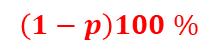 (1 − p)100 %